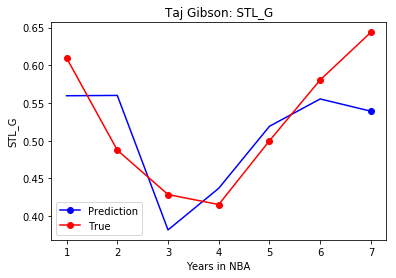 Taj Gibson: STL_G
0.65
0.60
0.55
0.50
0.45
0.40
STL_G
Prediction
True
1 2 3 4 5 6 7
Years in NBA